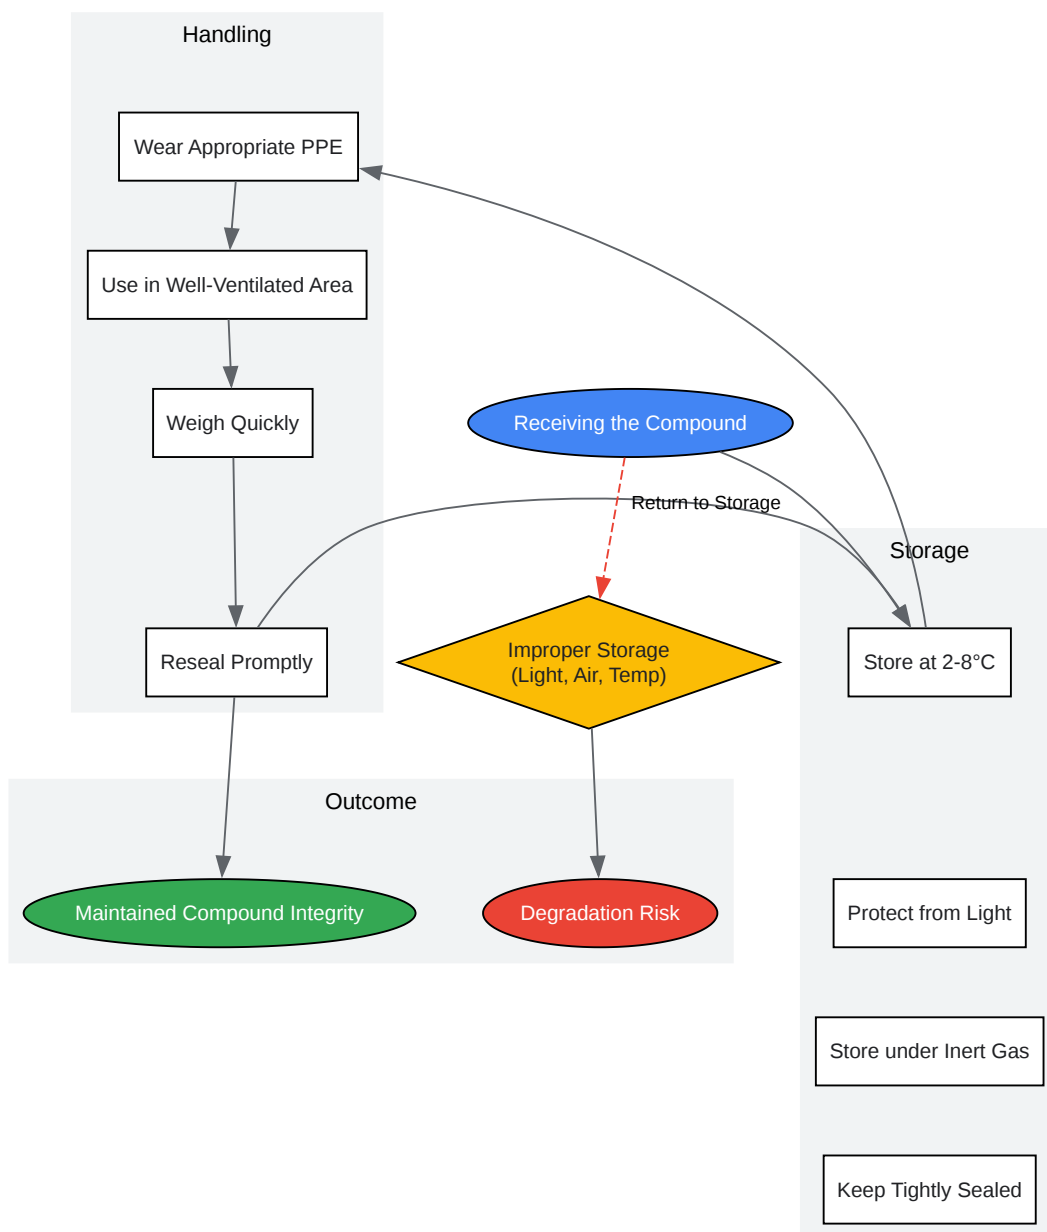 Handling
Wear Appropriate PPE
Use in Well-Ventilated Area
Weigh Quickly
Receiving the Compound
Return to Storage
Storage
Reseal Promptly
Improper Storage
(Light, Air, Temp)
Store at 2-8°C
Outcome
Maintained Compound Integrity
Degradation Risk
Protect from Light
Store under Inert Gas
Keep Tightly Sealed